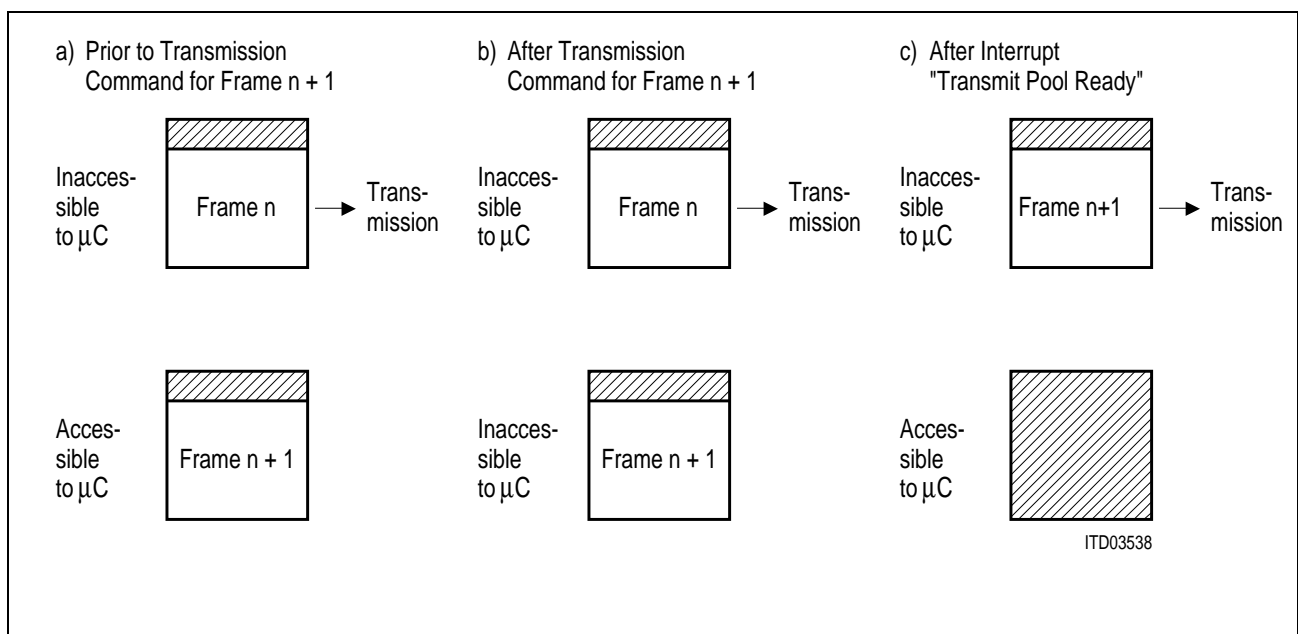 a) Prior to Transmission
Command for Frame n + 1
Inacces-
sible
to μC
Frame n
Trans-
mission
Acces-
sible
to μC
Frame n + 1
b) After Transmission
Command for Frame n + 1
Inacces-
sible
to μC
Frame n
Trans-
mission
Inacces-
sible
to μC
Frame n + 1
c) After Interrupt
"Transmit Pool Ready"
Inacces-
sible
to μC
Frame n+1
Trans-
mission
Acces-
sible
to μC
ITD03538